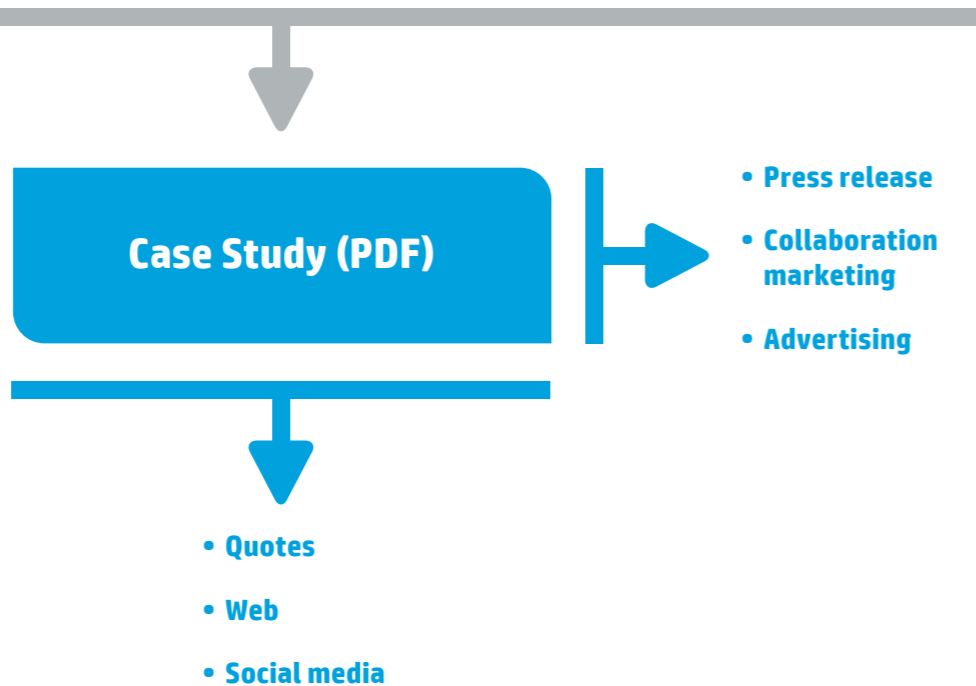 Case Study (PDF)
• Press release
• Collaboration
marketing
• Advertising
• Quotes
• Web
• Social media